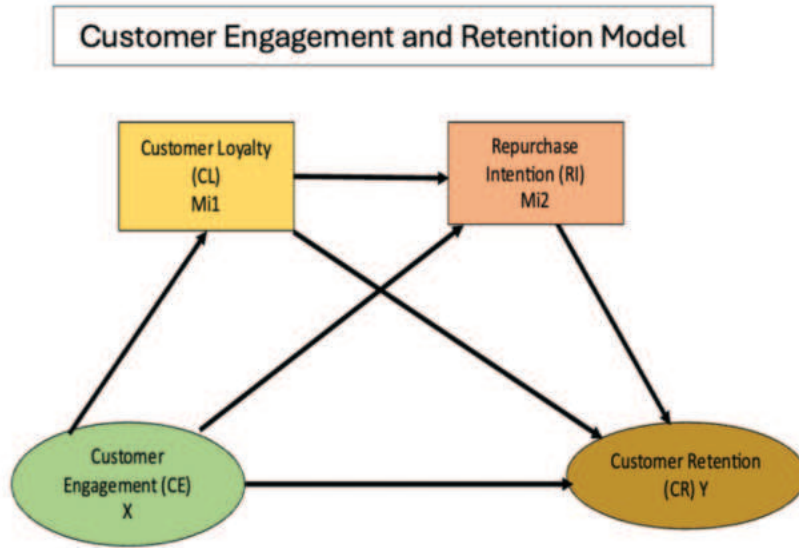 Customer Engagement and Retention Model
Customer Loyalty
(CL)
Mi1
Repurchase
Intention (RI)
Mi2
Customer
Engagement (CE)
X
Customer Retention
(CR) Y